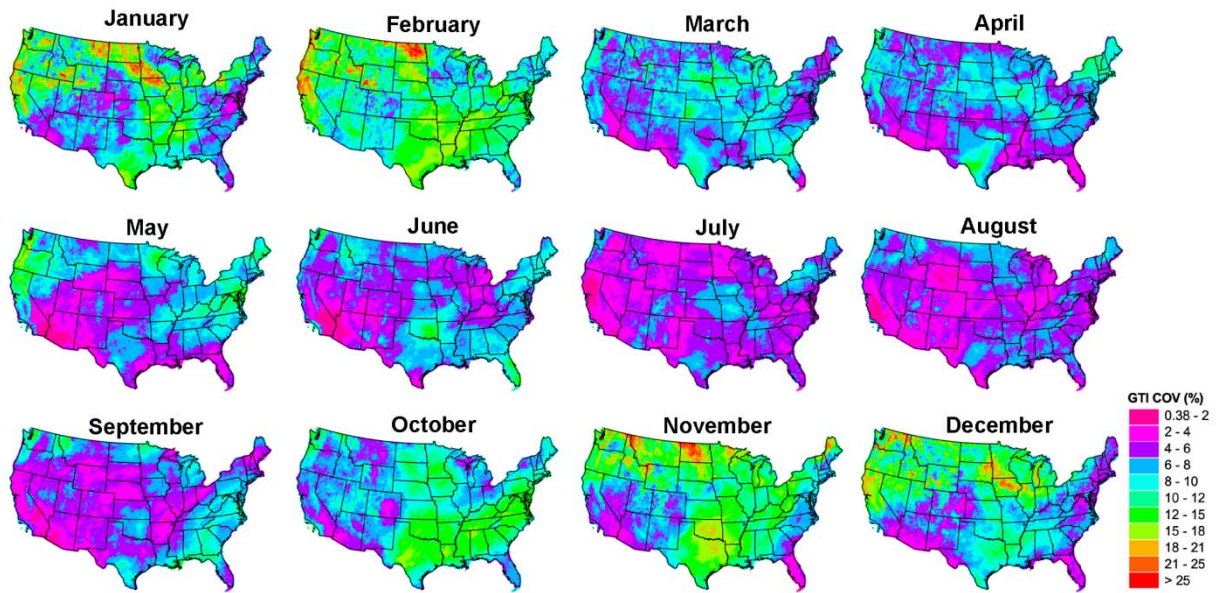 January
February
March
April
May
June
July
August
September
October
November
December
GTI COV (%)
0.38 - 2
2 - 4
4 - 6
6 - 8
8 - 10
10 - 12
12 - 15
15 - 18
18 - 21
21 - 25
> 25